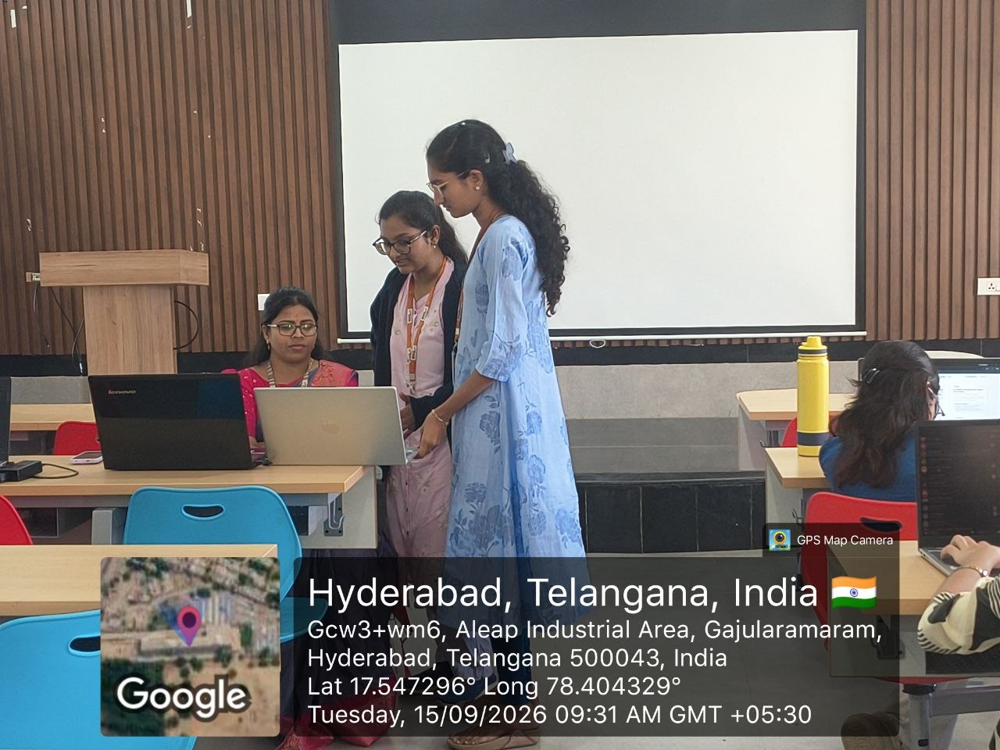 lenovo
GPS Map Camera
Hyderabad, Telangana, India
Gcw3+wm6, Aleap Industrial Area, Gajularamaram,
Hyderabad, Telangana 500043, India
Lat 17.547296° Long 78.404329°
Tuesday, 15/09/2026 09:31 AM GMT +05:30
Google